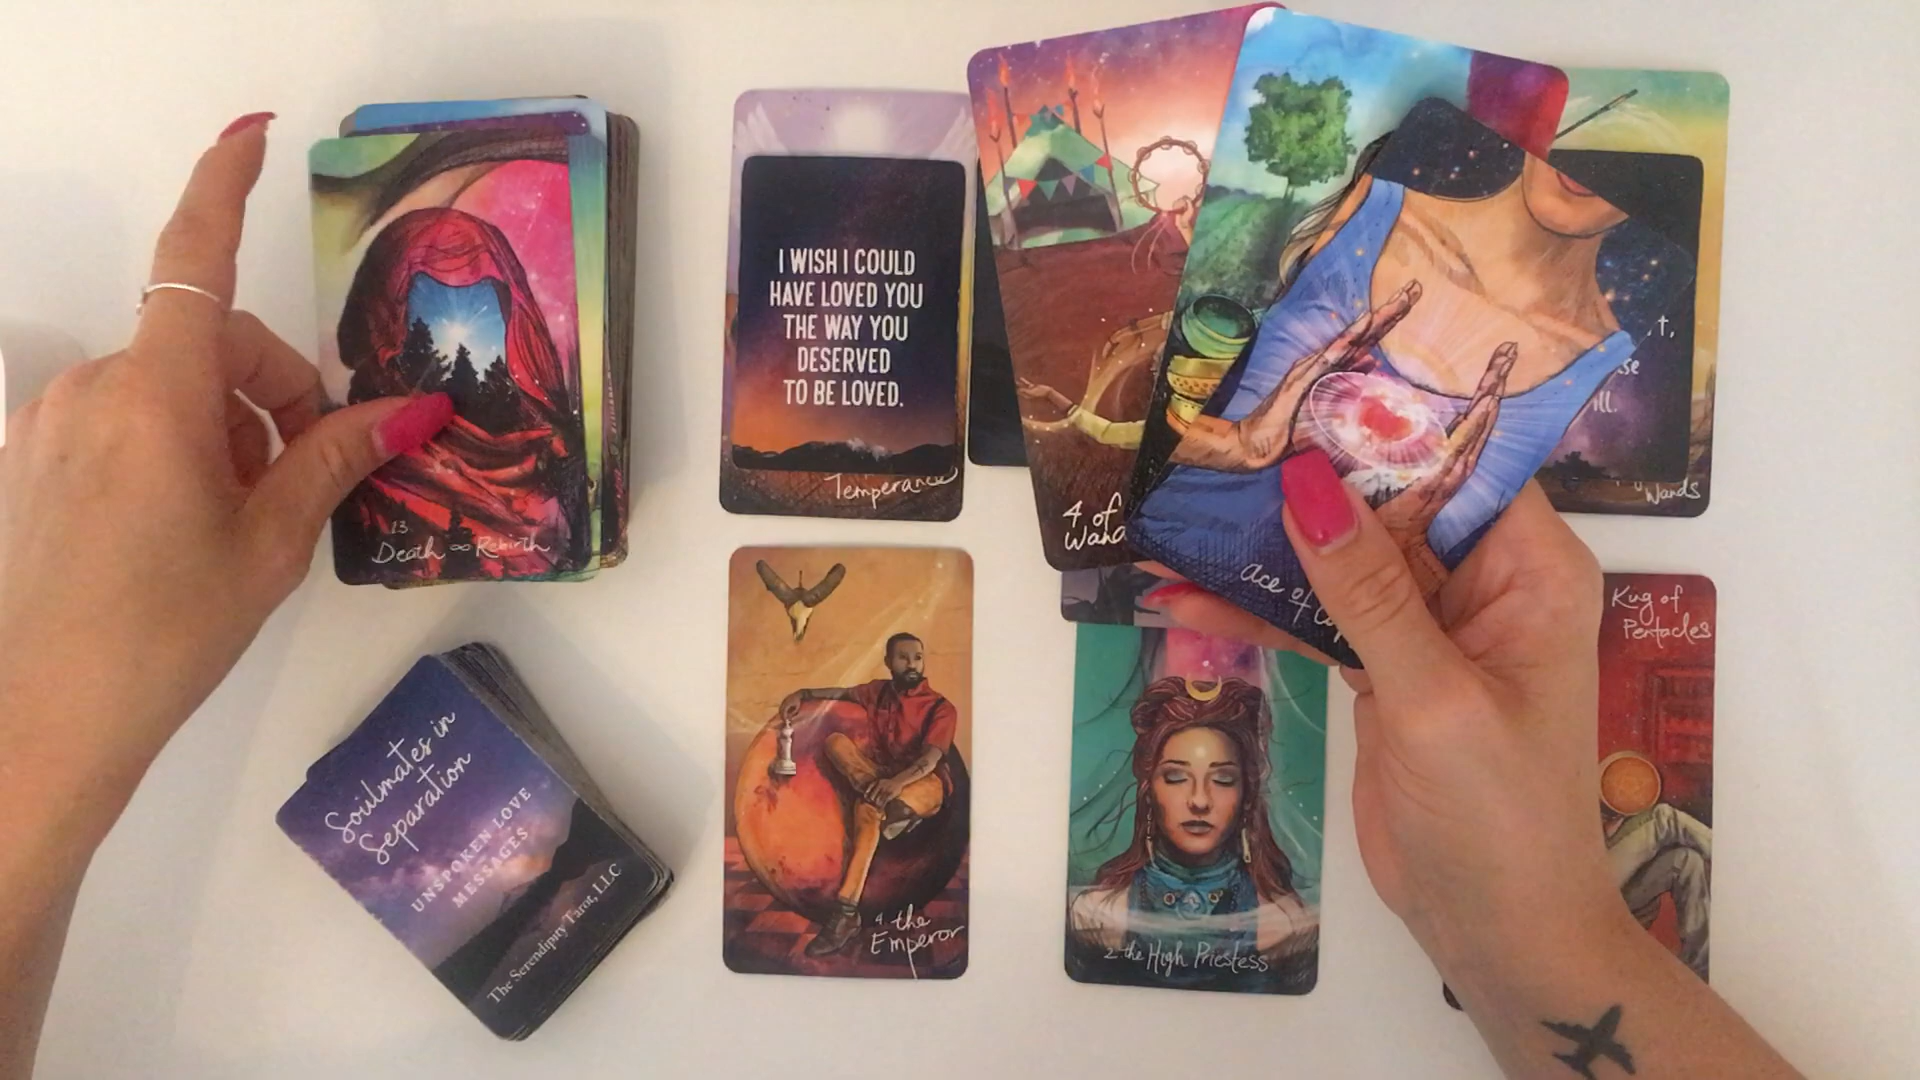 13
Death ∞ Rebirth
I WISH I COULD
HAVE LOVED YOU
THE WAY YOU
DESERVED
TO BE LOVED.
Temperance
4 of
Ace of
Wands
King of
Pentacles
4 the
Emperor
2 the High Priestess
Soulmates in
Separation
UNSPOKEN LOVE
MESSAGES
The Serendipity Tarot, LLC